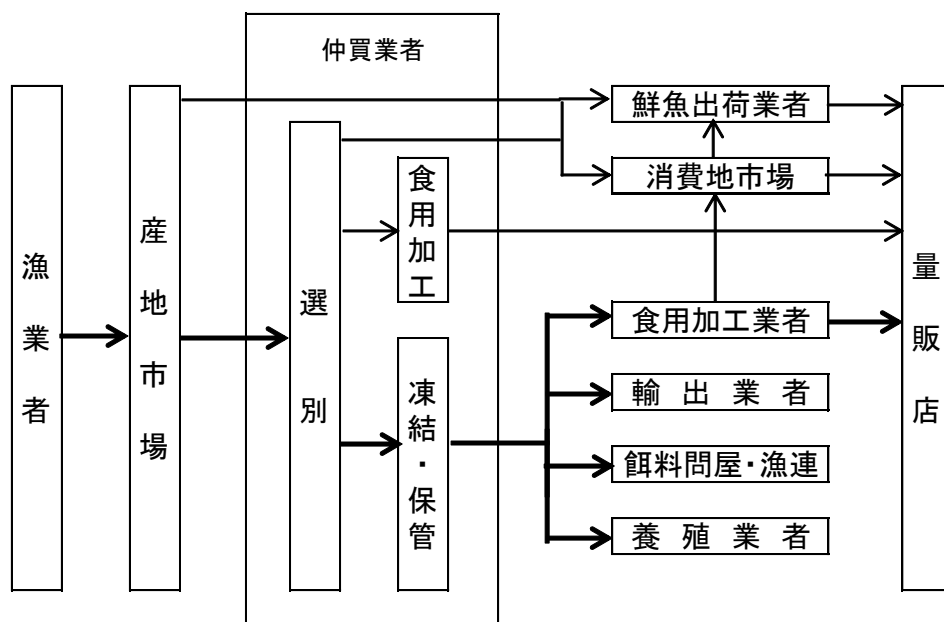 仲買業者
漁業者
産地市場
選別
食用加工
凍結・保管
鮮魚出荷業者
消費地市場
食用加工業者
輸出業者
餌料問屋・漁連
養殖業者
量販店